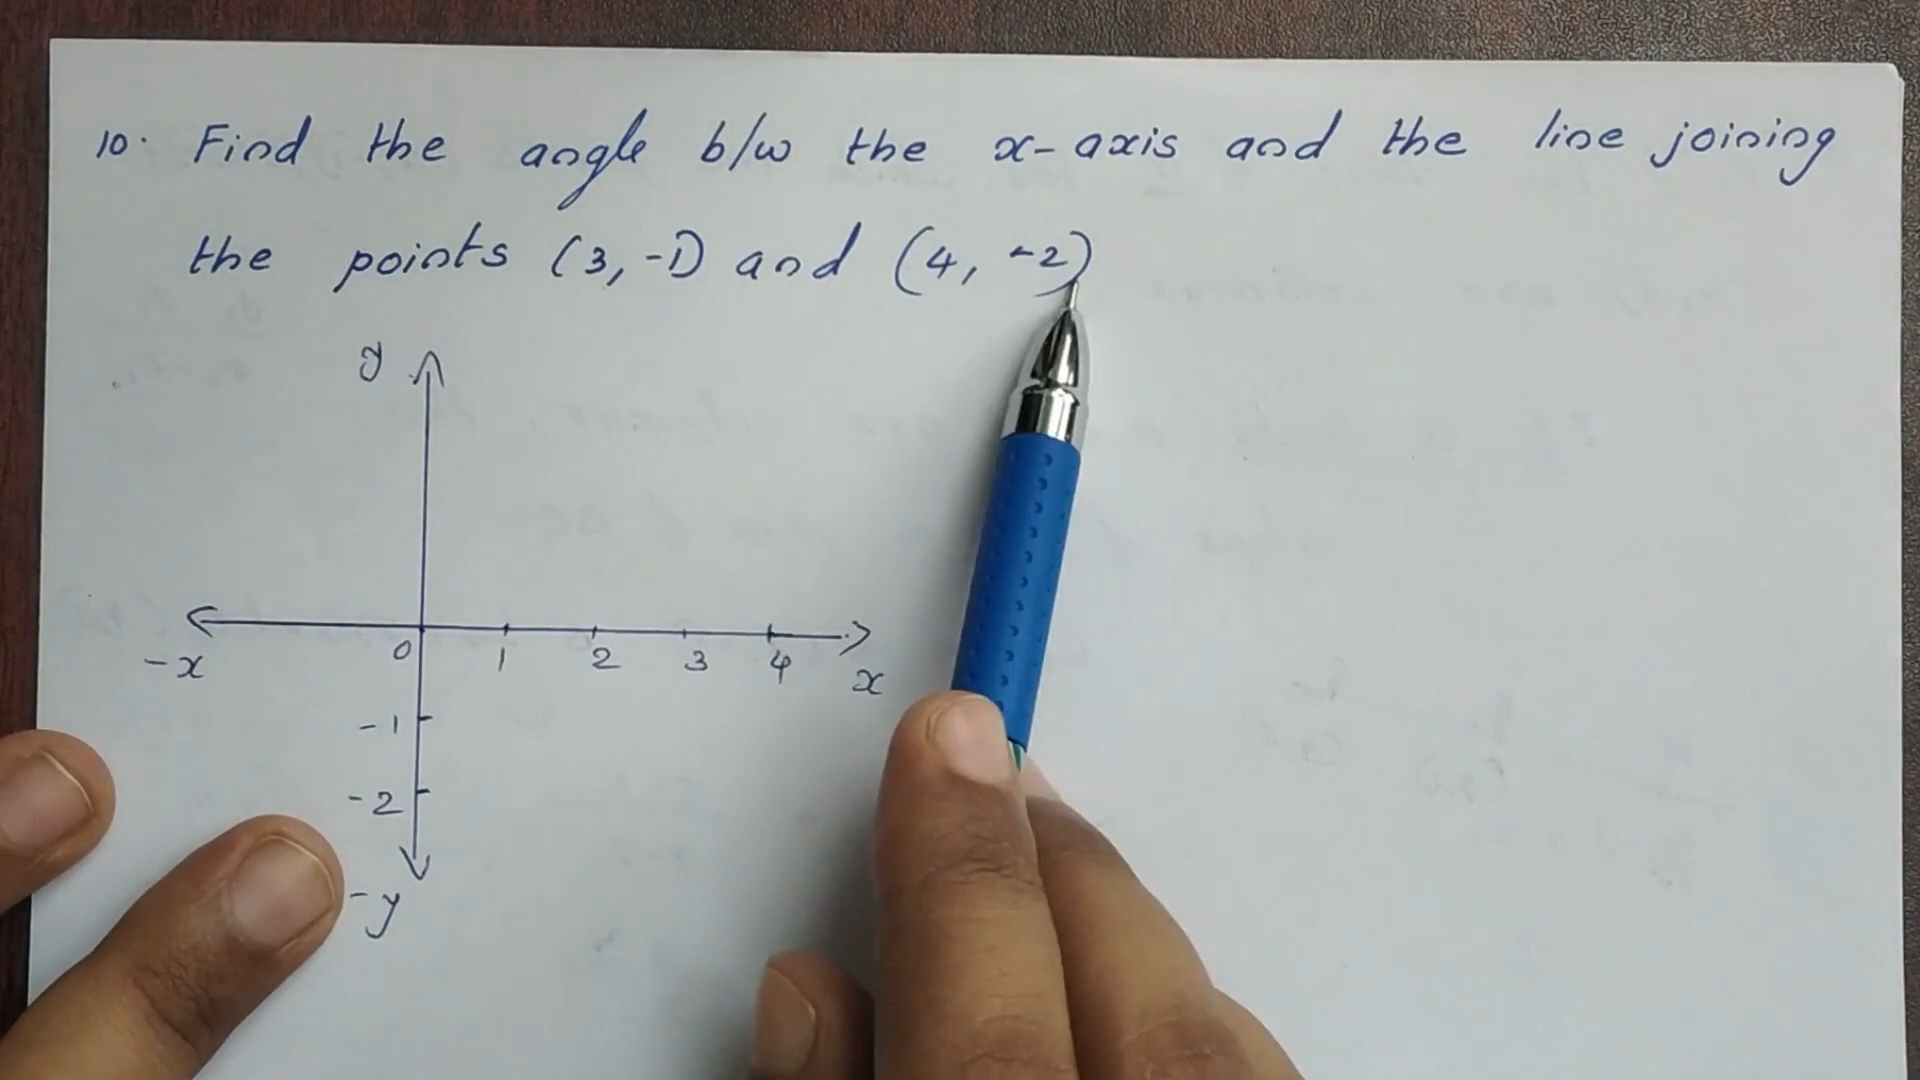 10. Find the angle b/w the x-axis and the line joining
the points (3, -1) and (4, -2)
y
-x
0 1 2 3 4
x
-1
-2
-y